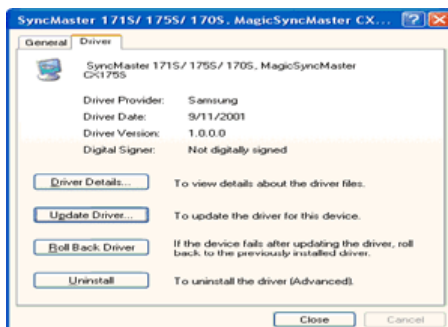 SyncMaster 171S/ 175S/ 170S, MagicSyncMaster CX...
General Driver
SyncMaster 171S/ 175S/ 170S, MagicSyncMaster
CX175S
Driver Provider: Samsung
Driver Date: 9/11/2001
Driver Version: 1.0.0.0
Digital Signer: Not digitally signed
Driver Details... To view details about the driver files.
Update Driver... To update the driver for this device.
Roll Back Driver If the device fails after updating the driver, roll
back to the previously installed driver.
Uninstall To uninstall the driver (Advanced).
Close Cancel